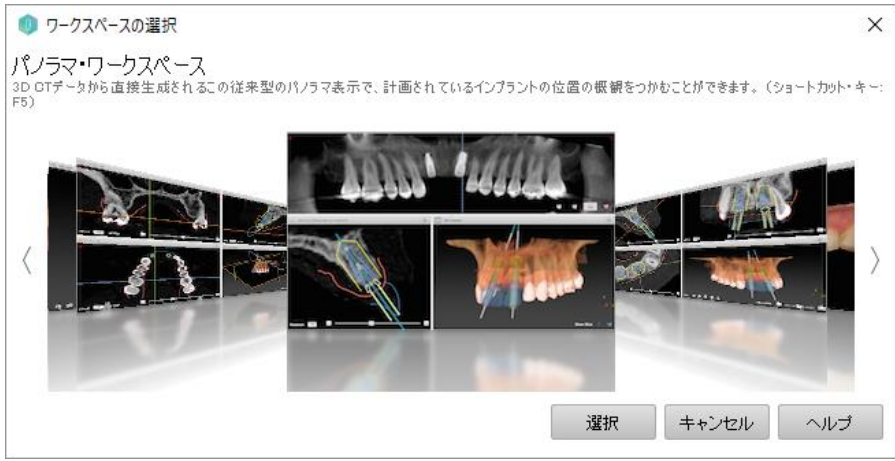 ワークスペースの選択
パノラマ・ワークスペース
3D CTデータから直接生成されるこの従来型のパノラマ表示で、計画されているインプラントの位置の概観をつかむことができます。(ショートカット・キー:
F5)
選択
キャンセル
ヘルプ